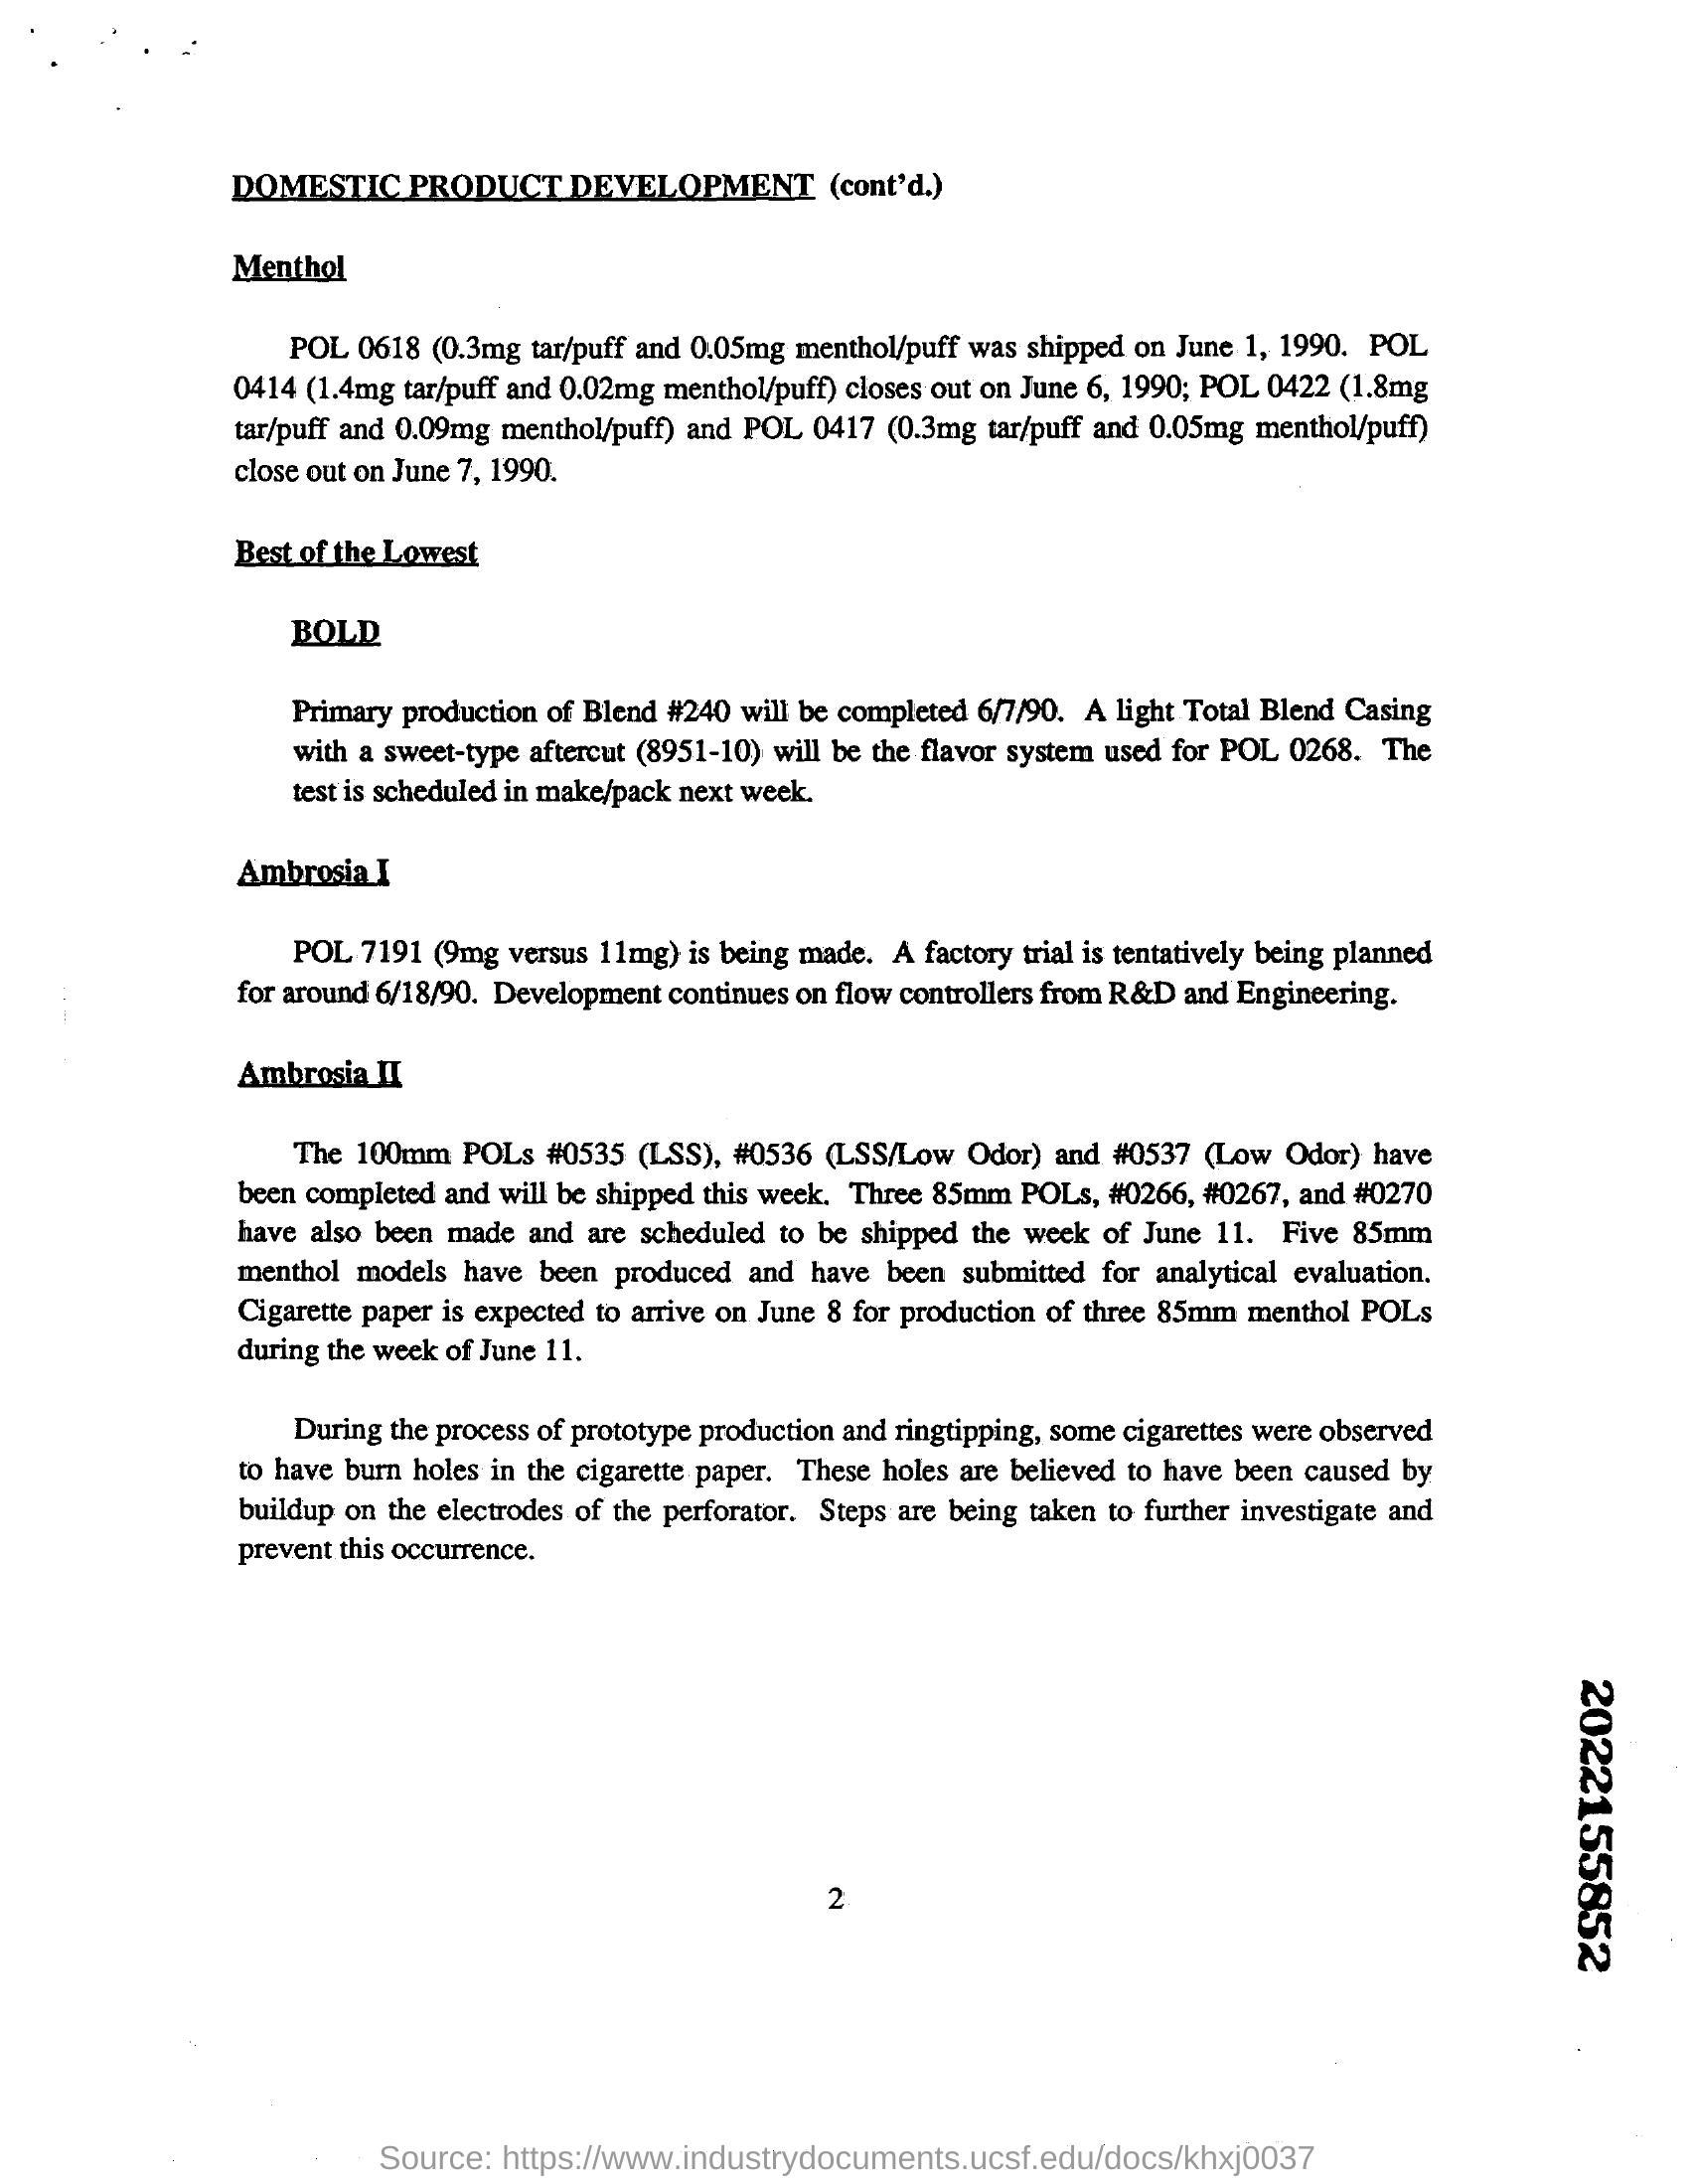 DOMESTIC PRODUCT DEVELOPMENT (cont'd.)
Menthol
POL 0618 (0.3mg tar/puff and 0.05mg menthol/puff was shipped on June 1, 1990. POL
0414 (1.4mg tar/puff and 0.02mg menthol/puff) closes out on June 6, 1990; POL 0422 (1.8mg
tar/puff and 0.09mg menthol/puff) and POL 0417 (0.3mg tar/puff and 0.05mg menthol/puff)
close out on June 7, 1990.
Best of the Lowest
BOLD
Primary production of Blend #240 will be completed 6/7/90. A light Total Blend Casing
with a sweet-type aftercut (8951-10) will be the flavor system used for POL 0268. The
test is scheduled in make/pack next week.
Ambrosia I
POL 7191 (9mg versus 11mg) is being made. A factory trial is tentatively being planned
for around 6/18/90. Development continues on flow controllers from R&D and Engineering.
Ambrosia II
The 100mm POLs #0535 (LSS), #0536 (LSS/Low Odor) and #0537 (Low Odor) have
been completed and will be shipped this week. Three 85mm POLs, #0266, #0267, and #0270
have also been made and are scheduled to be shipped the week of June 11. Five 85mm
menthol models have been produced and have been submitted for analytical evaluation.
Cigarette paper is expected to arrive on June 8 for production of three 85mm menthol POLs
during the week of June 11.
During the process of prototype production and ringtipping, some cigarettes were observed
to have burn holes in the cigarette paper. These holes are believed to have been caused by
buildup on the electrodes of the perforator. Steps are being taken to further investigate and
prevent this occurrence.
2
2022155852
Source: https://www.industrydocuments.ucsf.edu/docs/khxj0037